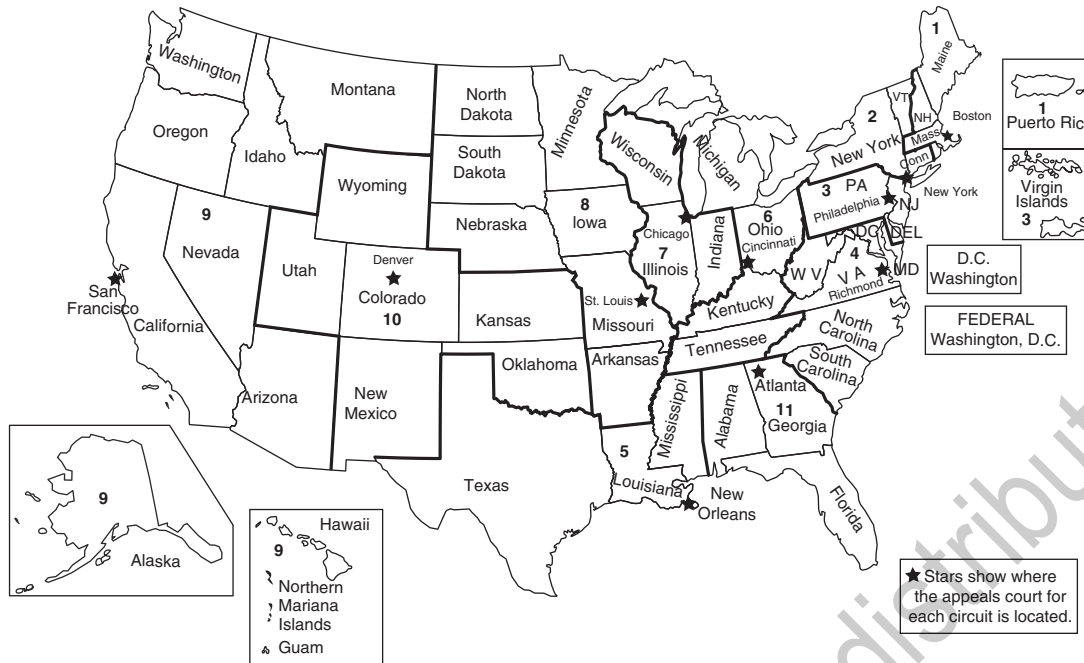 Washington
Oregon
Idaho
Montana
North
Dakota
South
Dakota
Wyoming
Nebraska
9
Nevada
Utah
Denver
Colorado
10
Kansas
San
Francisco
California
Arizona
New
Mexico
Oklahoma
Texas
Minnesota
8
Iowa
St. Louis
Missouri
Arkansas
5
Louisiana
New
Orleans
Wisconsin
Michigan
Chicago
7
Illinois
Indiana
6
Ohio
Cincinnati
Kentucky
Tennessee
Mississippi
Alabama
Atlanta
11
Georgia
Florida
South
Carolina
North
Carolina
W V
4
V A
Richmond
MD
DC
DEL
3 PA
Philadelphia
NJ
2
New York
New York
VT
NH
1
Maine
Mass
Boston
Conn
1
Puerto Ric
Virgin
Islands
3
D.C.
Washington
FEDERAL
Washington, D.C.
9
Alaska
Hawaii
9
Northern
Mariana
Islands
Guam
Stars show where
the appeals court for
each circuit is located.
distribut